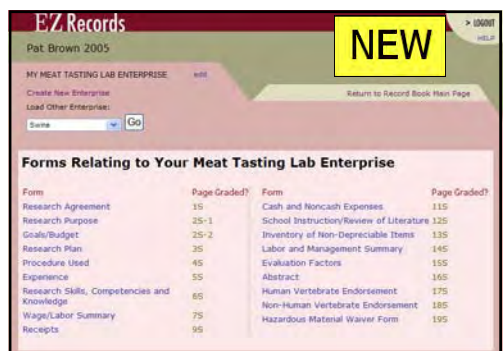 EZ Records
> LOGOUT
HELP
NEW
Pat Brown 2005
MY MEAT TASTING LAB ENTERPRISE edit
Create New Enterprise
Return to Record Book Main Page
Load Other Enterprise:
Swine Go
Forms Relating to Your Meat Tasting Lab Enterprise
Form Page Graded? Form Page Graded?
Research Agreement 1S Cash and Noncash Expenses 11S
Research Purpose 2S-1 School Instruction/Review of Literature 12S
Goals/Budget 2S-2 Inventory of Non-Depreciable Items 13S
Research Plan 3S Labor and Management Summary 14S
Procedure Used 4S Evaluation Factors 15S
Experience 5S Abstract 16S
Research Skills, Competencies and Knowledge 6S Human Vertebrate Endorsement 17S
Wage/Labor Summary 7S Non-Human Vertebrate Endorsement 18S
Receipts 9S Hazardous Material Waiver Form 19S